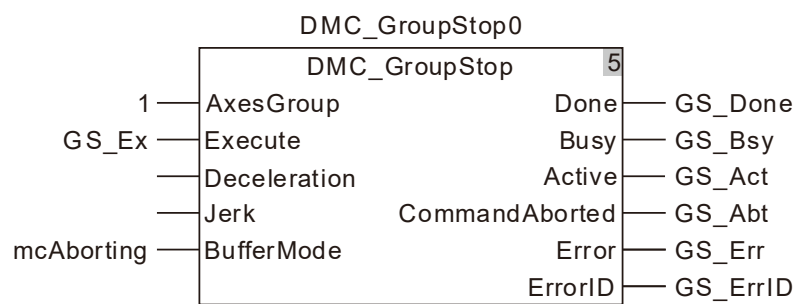 DMC_GroupStop0
DMC_GroupStop 5
1 AxesGroup Done GS_Done
GS_Ex Execute Busy GS_Bsy
Deceleration Active GS_Act
Jerk CommandAborted GS_Abt
mcAborting BufferMode Error GS_Err
ErrorID GS_ErrID